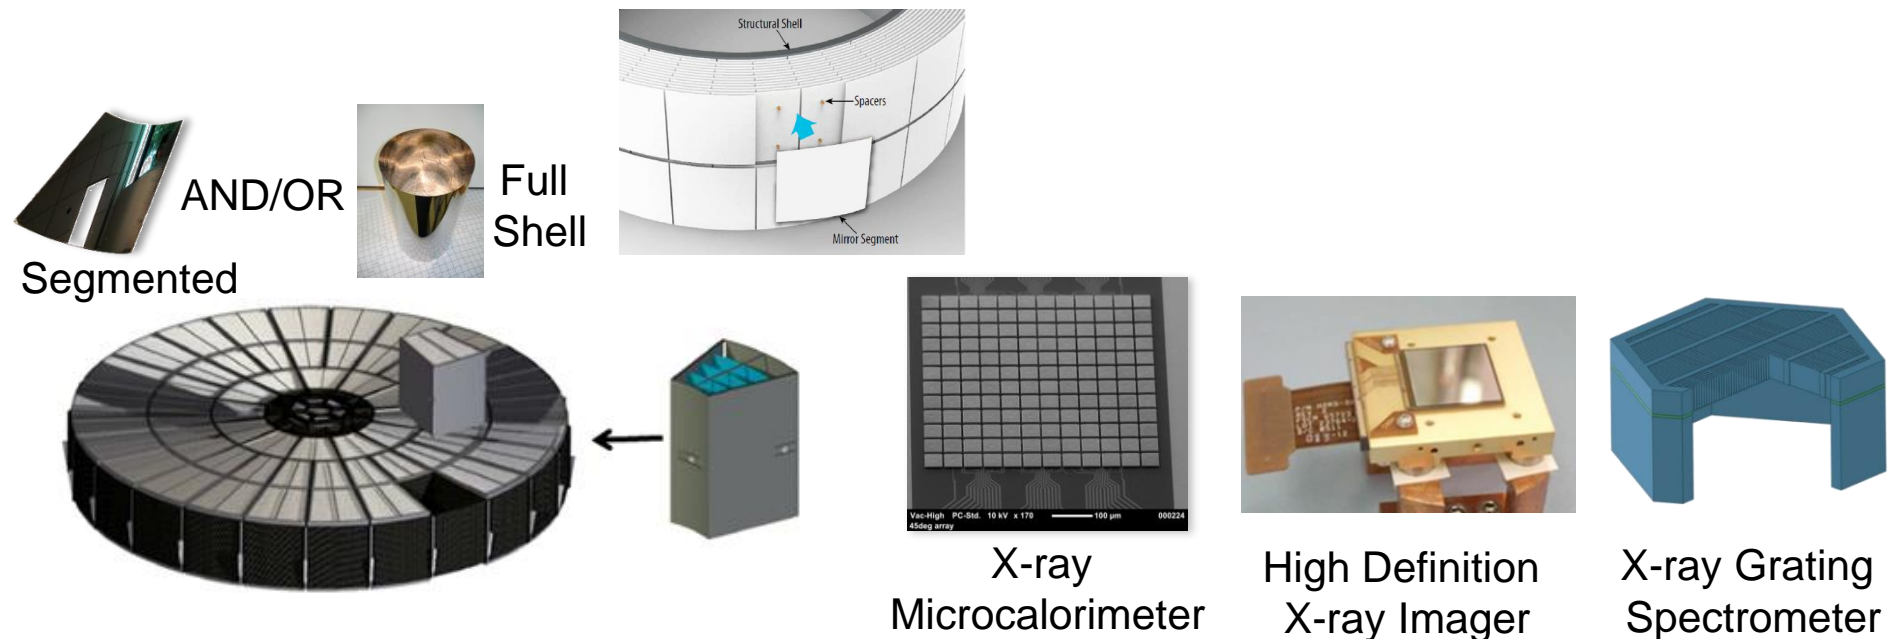 Structural Shell
Spacers
Mirror Segment
AND/OR
Full
Shell
Segmented
Vac-High PC-Std. 10 kV x 170 100 µm 000224
45deg array
X-ray
Microcalorimeter
High Definition
X-ray Imager
X-ray Grating
Spectrometer